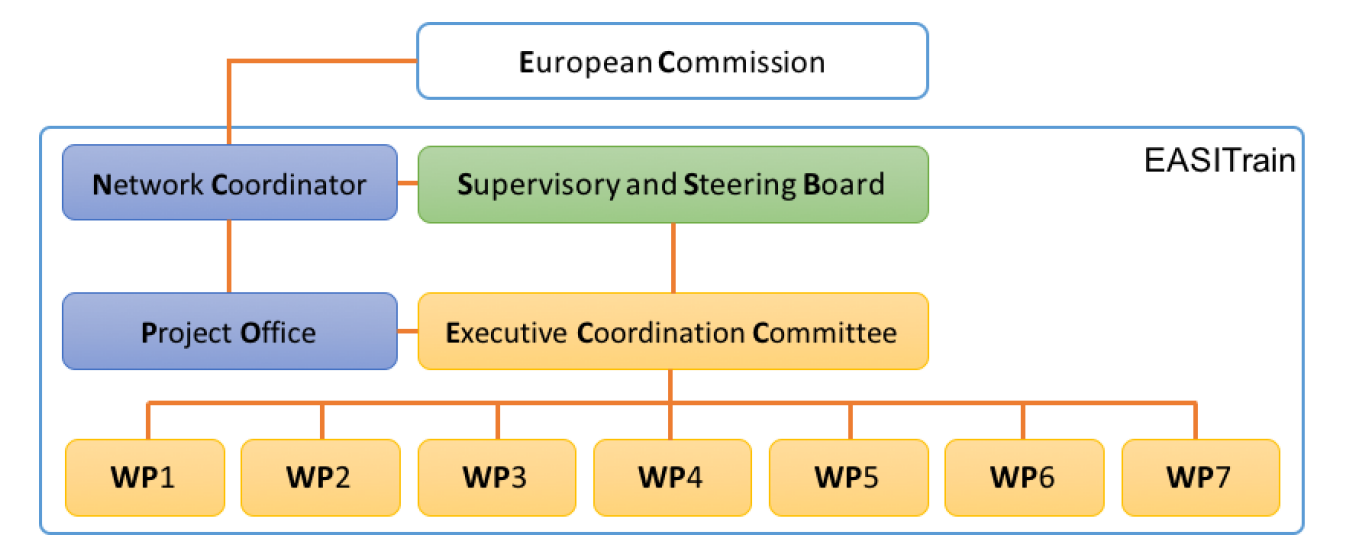 European Commission
EASITrain
Network Coordinator
Supervisory and Steering Board
Project Office
Executive Coordination Committee
WP1
WP2
WP3
WP4
WP5
WP6
WP7